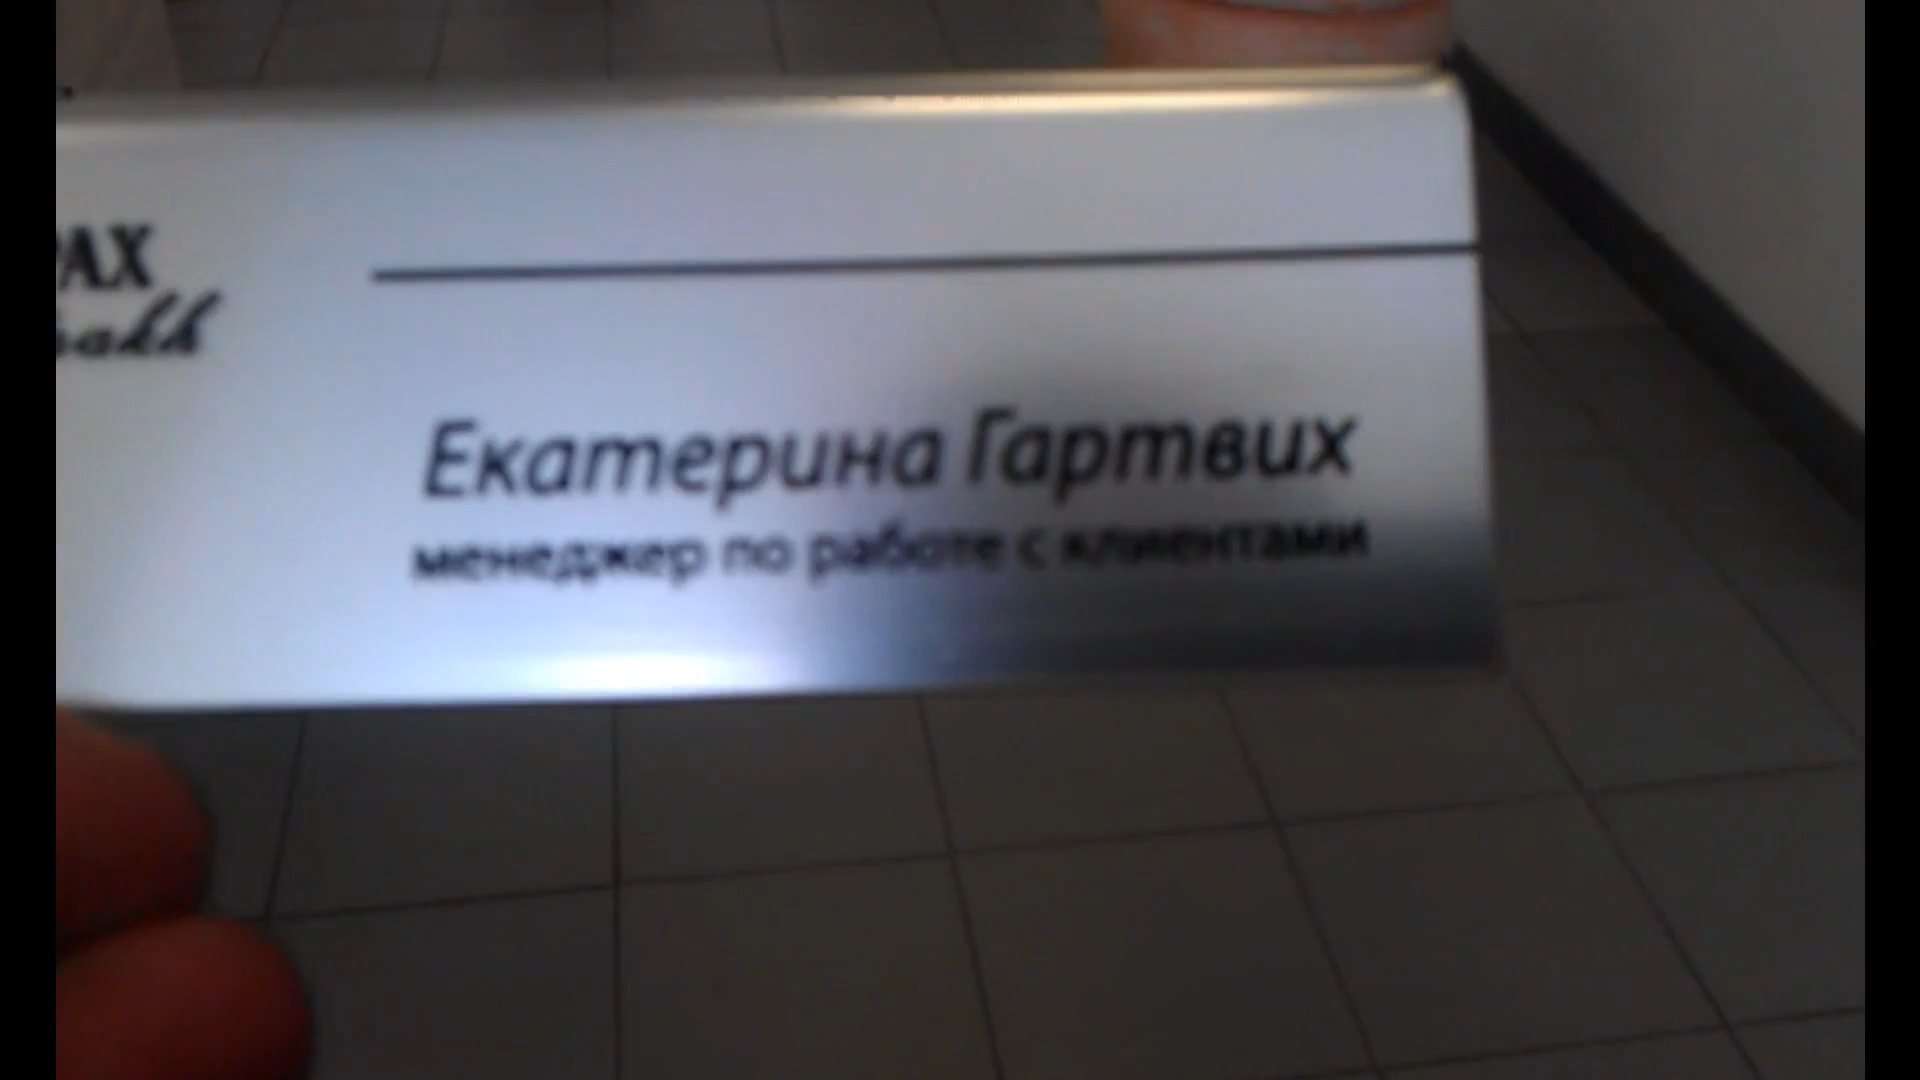 Екатерина Гартвих
менеджер по работе с клиентами